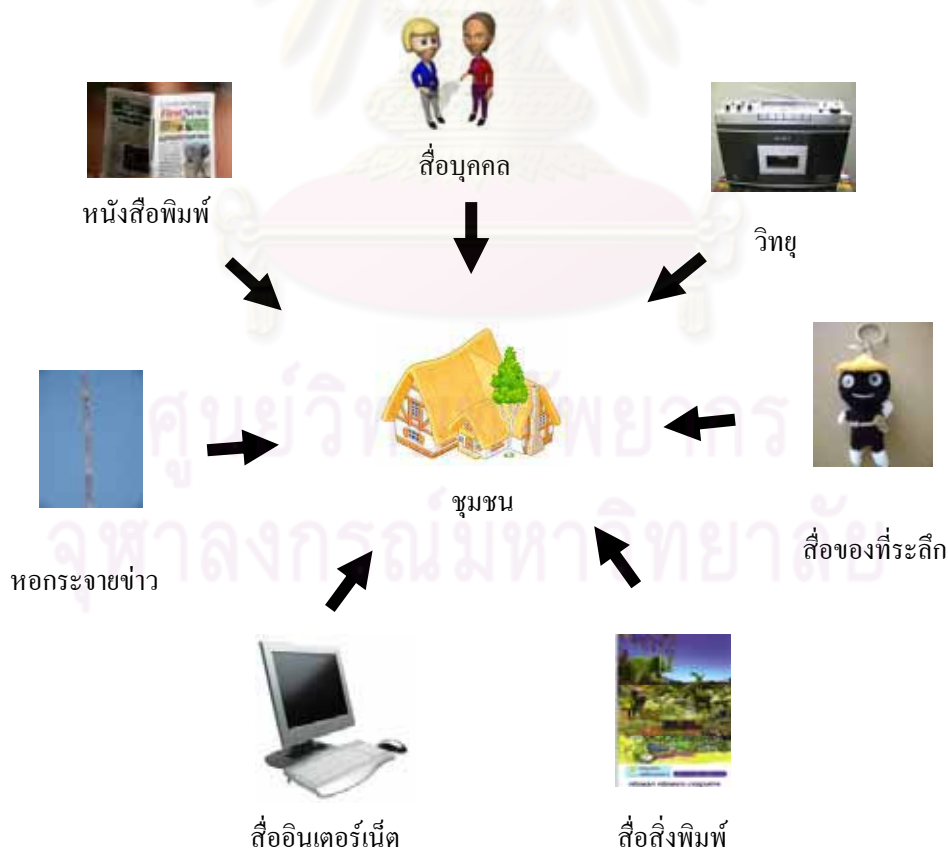 สื่อบุคคล
หนังสือพิมพ์
วิทยุ
ชุมชน
สื่อของที่ระลึก
หอกระจายข่าว
สื่ออินเตอร์เน็ต
สื่อสิ่งพิมพ์
ศูนย์วิทยทรัพยากร
จุฬาลงกรณ์มหาวิทยาลัย